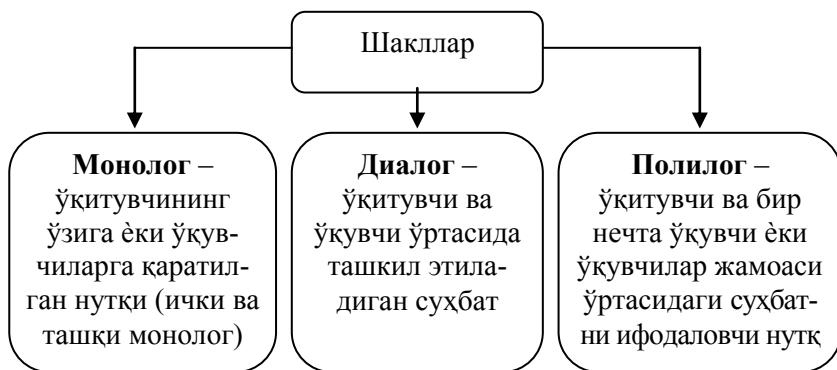 Шакллар
Монолог –
ўқитувчининг
ўзига ѐки ўқув-
чиларга қаратил-
ган нутқи (ички ва
ташқи монолог)
Диалог –
ўқитувчи ва
ўқувчи ўртасида
ташкил этила-
диган суҳбат
Полилог –
ўқитувчи ва бир
нечта ўқувчи ѐки
ўқувчилар жамоаси
ўртасидаги суҳбат-
ни ифодаловчи нутқ